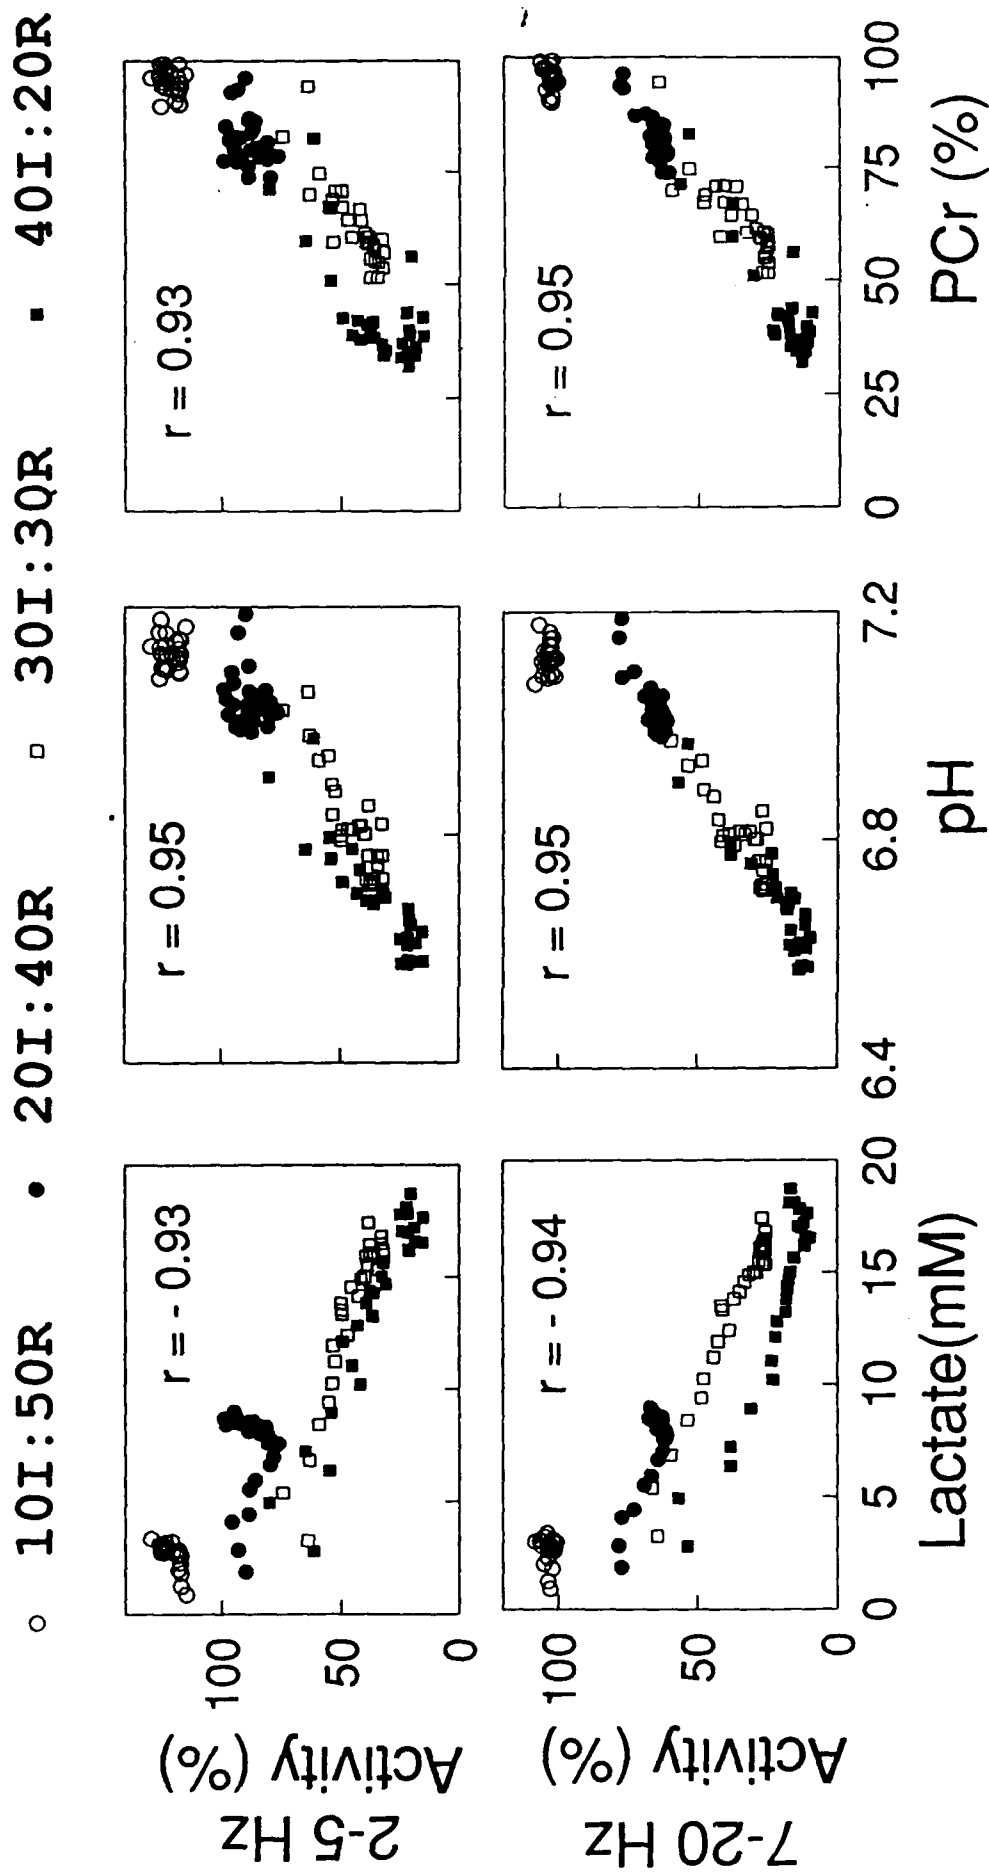 ○ 10I:50R ● 20I:40R □ 30I:3QR ■ 40I:20R
2-5 Hz
Activity (%)
100
50
0
r = - 0.93
r = 0.95
r = 0.93
7-20 Hz
Activity (%)
100
50
0
r = - 0.94
r = 0.95
r = 0.95
0 5 10 15 20
6.4 6.8 7.2
0 25 50 75 100
Lactate(mM)
pH
PCr (%)